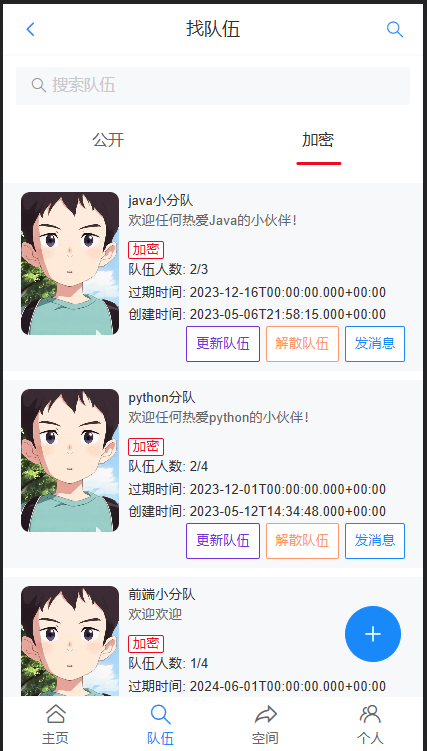 找队伍
搜索队伍
公开 加密
java小分队
欢迎任何热爱Java的小伙伴！
加密
队伍人数: 2/3
过期时间: 2023-12-16T00:00:00.000+00:00
创建时间: 2023-05-06T21:58:15.000+00:00
更新队伍 解散队伍 发消息
python分队
欢迎任何热爱python的小伙伴！
加密
队伍人数: 2/4
过期时间: 2023-12-01T00:00:00.000+00:00
创建时间: 2023-05-12T14:34:48.000+00:00
更新队伍 解散队伍 发消息
前端小分队
欢迎欢迎
加密
队伍人数: 1/4
过期时间: 2024-06-01T00:00:00.000+00:00
主页 队伍 空间 个人